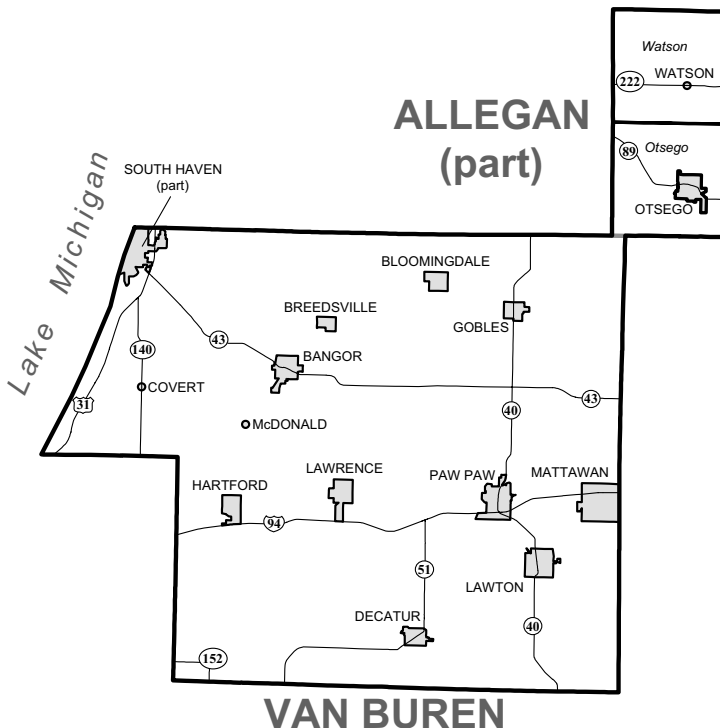 Watson
222
WATSON
ALLEGAN
(part)
89
Otsego
OTSEGO
Lake Michigan
SOUTH HAVEN
(part)
BLOOMINGDALE
BREEDSVILLE
GOBLES
43
140
BANGOR
COVERT
31
43
40
McDONALD
HARTFORD
LAWRENCE
PAW PAW
MATTAWAN
94
51
LAWTON
DECATUR
40
152
VAN BUREN